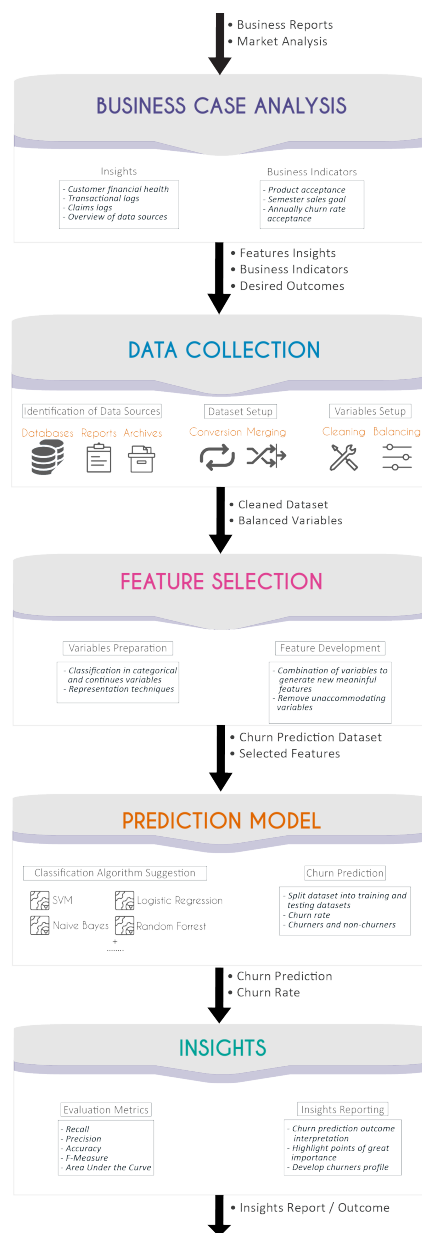 • Business Reports
• Market Analysis
BUSINESS CASE ANALYSIS
Insights
- Customer financial health
- Transactional logs
- Claims logs
- Overview of data sources
Business Indicators
- Product acceptance
- Semester sales goal
- Annually churn rate
acceptance
• Features Insights
• Business Indicators
• Desired Outcomes
DATA COLLECTION
Identification of Data Sources
Databases Reports Archives
Dataset Setup
Conversion Merging
Variables Setup
Cleaning Balancing
• Cleaned Dataset
• Balanced Variables
FEATURE SELECTION
Variables Preparation
- Classification in categorical
and continues variables
- Representation techniques
Feature Development
- Combination of variables to
generate new meaninful
features
- Remove unaccommodating
variables
• Churn Prediction Dataset
• Selected Features
PREDICTION MODEL
Classification Algorithm Suggestion
SVM Logistic Regression
Naive Bayes Random Forrest
+
........
Churn Prediction
- Split dataset into training and
testing datasets
- Churn rate
- Churners and non-churners
• Churn Prediction
• Churn Rate
INSIGHTS
Evaluation Metrics
- Recall
- Precision
- Accuracy
- F-Measure
- Area Under the Curve
Insights Reporting
- Churn prediction outcome
interpretation
- Highlight points of great
importance
- Develop churners profile
• Insights Report / Outcome